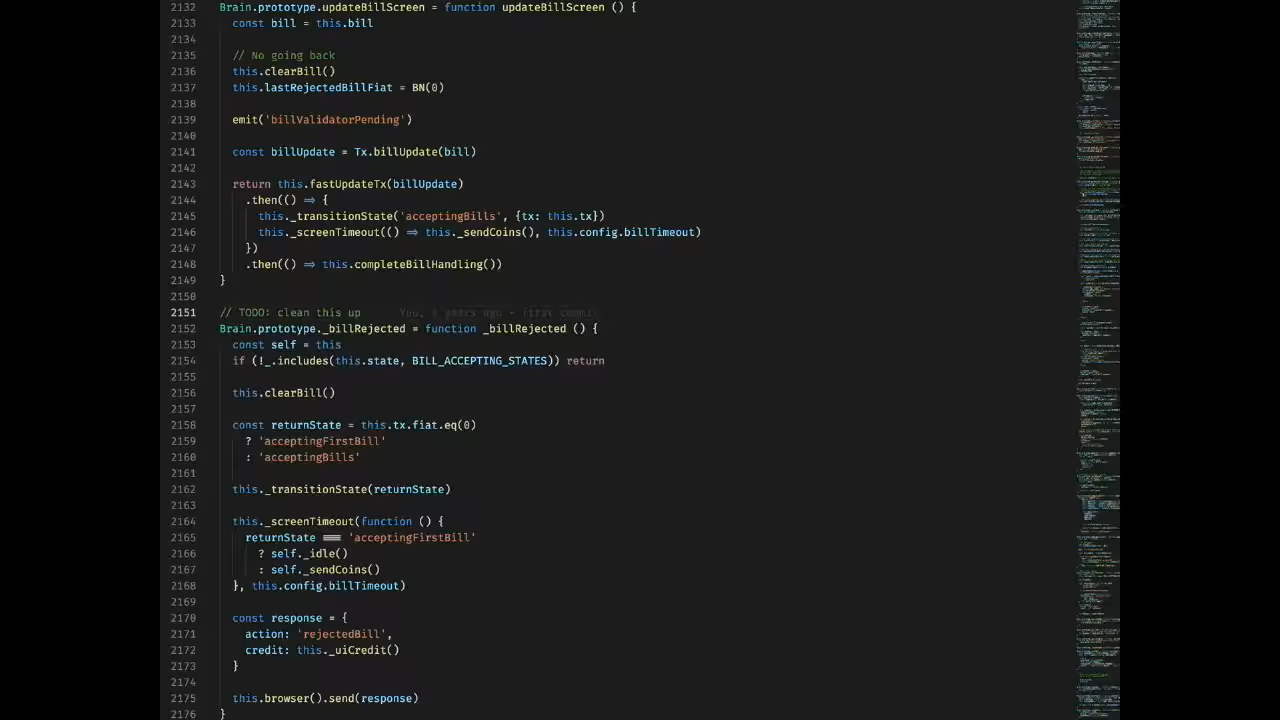 2132 Brain.prototype.updateBillScreen = function updateBillScreen () {
2133 const bill = this.bill
2134
2135 // No going back
2136 this.clearBill()
2137 this.lastRejectedBillFiat = BN(0)
2138
2139 emit('billValidatorPending')
2140
2141 const billUpdate = Tx.billUpdate(bill)
2142
2143 return this.fastUpdateTx(billUpdate)
2144 .then(() =>
2145 this._transitionState('acceptingBills', {tx: this.tx})
2146 this._screenTimeout(() => this._sendCoins(), this.config.billTimeout)
2147 })
2148 .then(() => this.completeBillHandling
2149 }
2150
2151 // TODO: clean this up You, 3 years ago • first commit
2152 Brain.prototype._billRejected = function _billRejected () {
2153 const self = this
2154 if (!_.includes(this.state, BILL_ACCEPTING_STATES)) return
2155
2156 this.clearBill()
2157
2158 const returnState = this.tx.fiat.eq(0)
2159 ? 'acceptingFirstBill'
2160 : 'acceptingBills'
2161
2162 this._transitionState(returnState)
2163
2164 this._screenTimeout(function () {
2165 returnState === 'acceptingFirstBill'
2166 ? self._idle()
2167 : self._sendCoins()
2168 }, this.config.billTimeout)
2169
2170 const response = {
2171 action: 'rejectedBill',
2172 credit: this._uiCredit()
2173 }
2174
2175 this.browser().send(response)
2176 }